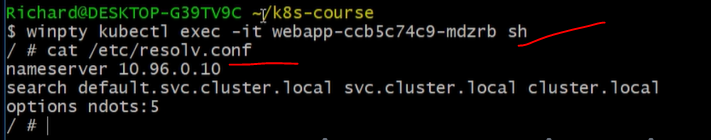 Richard@DESKTOP-G39TV9C ~/k8s-course
$ winpty kubectl exec -it webapp-ccb5c74c9-mdzrb sh
/ # cat /etc/resolv.conf
nameserver 10.96.0.10
search default.svc.cluster.local svc.cluster.local cluster.local
options ndots:5
/ #